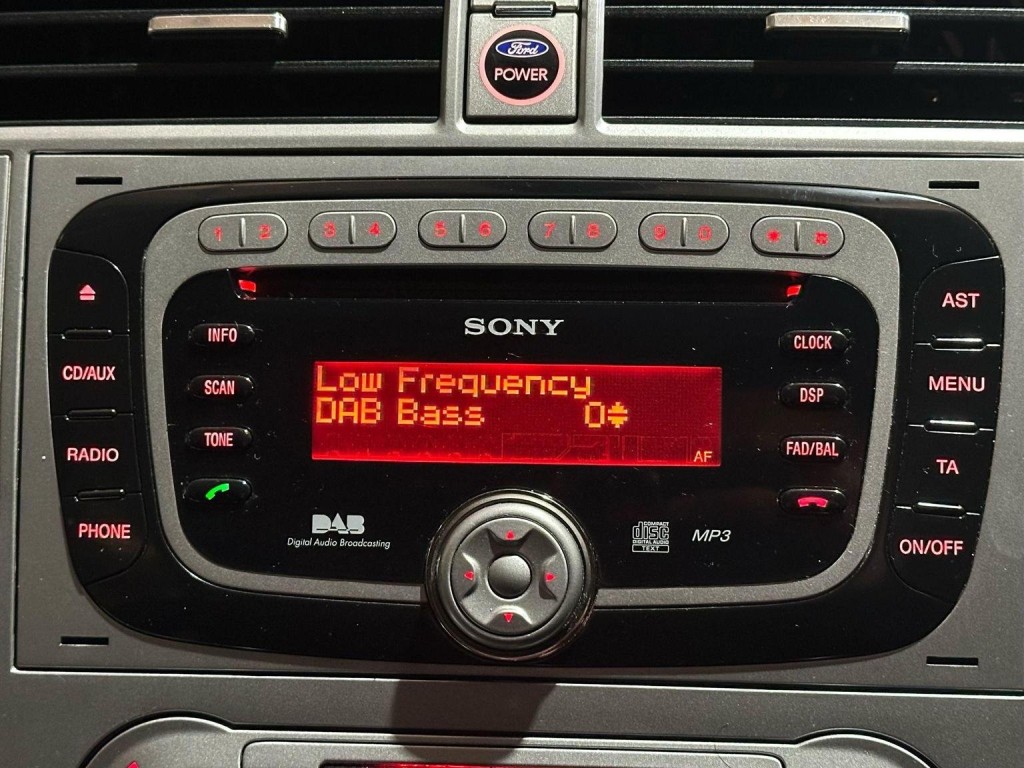 Ford
POWER
1 2 3 4 5 6 7 8 9 0 * #
SONY
INFO
CLOCK
AST
CD/AUX
SCAN
DSP
MENU
Low Frequency
DAB Bass 0
AF
RADIO
TONE
FAD/BAL
TA
PHONE
ON/OFF
DAB
Digital Audio Broadcasting
COMPACT
disc
DIGITAL AUDIO
TEXT
MP3